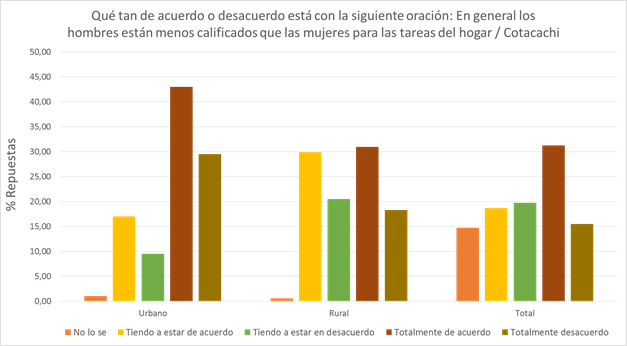 Qué tan de acuerdo o desacuerdo está con la siguiente oración: En general los
hombres están menos calificados que las mujeres para las tareas del hogar / Cotacachi
% Repuestas
50,00
45,00
40,00
35,00
30,00
25,00
20,00
15,00
10,00
5,00
0,00
Urbano Rural Total
No lo se Tiendo a estar de acuerdo Tiendo a estar en desacuerdo Totalmente de acuerdo Totalmente desacuerdo